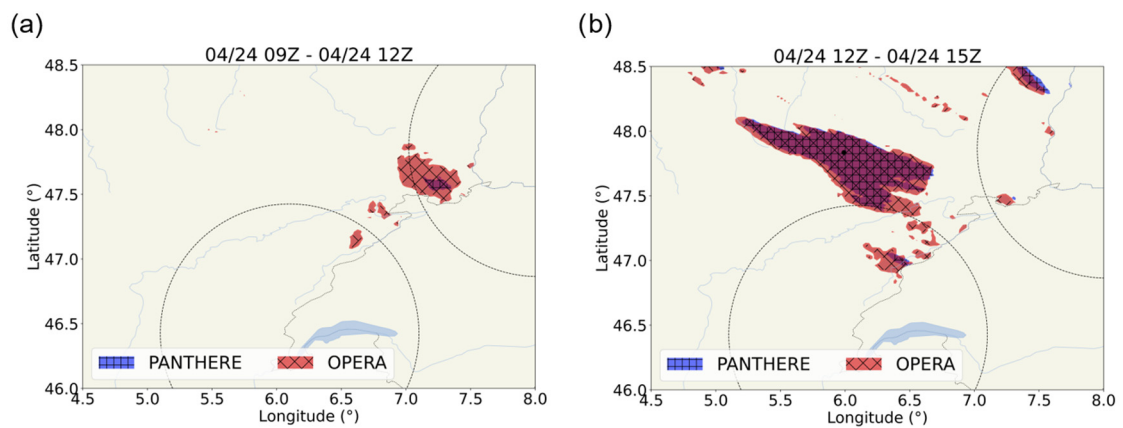 (a)
04/24 09Z - 04/24 12Z
48.5
48.0
47.5
47.0
46.5
46.0
Latitude (°)
PANTHERE
OPERA
4.5 5.0 5.5 6.0 6.5 7.0 7.5 8.0
Longitude (°)
(b)
04/24 12Z - 04/24 15Z
48.5
48.0
47.5
47.0
46.5
46.0
Latitude (°)
PANTHERE
OPERA
4.5 5.0 5.5 6.0 6.5 7.0 7.5 8.0
Longitude (°)